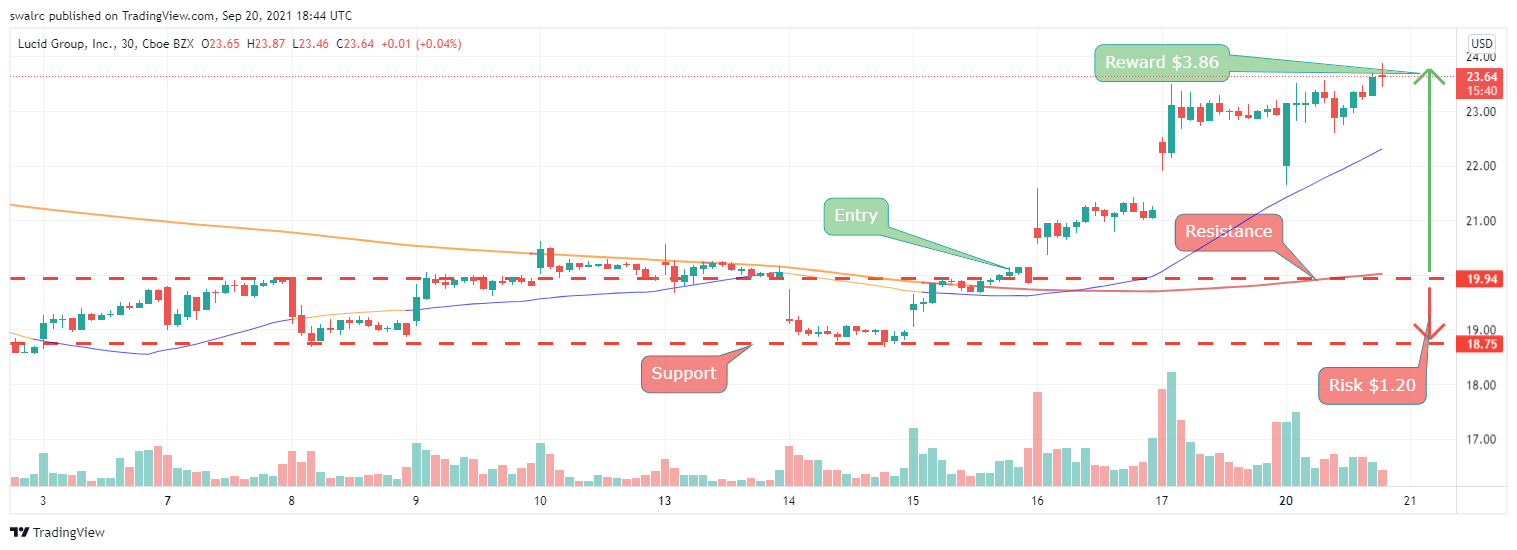 swalrc published on TradingView.com, Sep 20, 2021 18:44 UTC
Lucid Group, Inc., 30, Cboe BZX O23.65 H23.87 L23.46 C23.64 +0.01 (+0.04%)
USD
24.00
Reward $3.86
23.64
15:40
23.00
22.00
Entry
21.00
Resistance
19.94
19.00
18.75
Support
Risk $1.20
18.00
17.00
3 7 8 9 10 13 14 15 16 17 20 21
TradingView